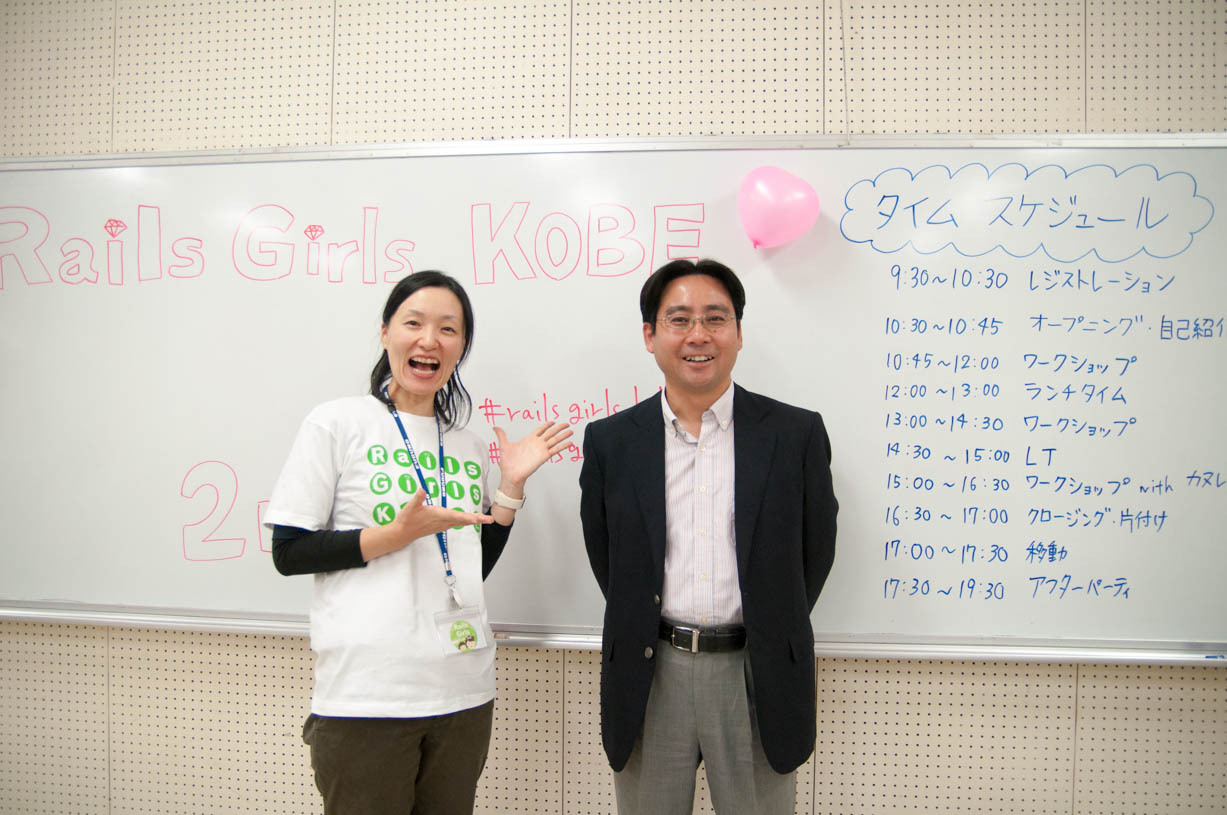 Rails Girls KOBE
#railsgirls
2
Rails
Girls
K
Girls
タイム スケジュール
9:30～10:30 レジストレーション
10:30～10:45 オープニング・自己紹介
10:45～12:00 ワークショップ
12:00～13:00 ランチタイム
13:00～14:30 ワークショップ
14:30～15:00 LT
15:00～16:30 ワークショップ with カヌレ
16:30～17:00 クロージング・片付け
17:00～17:30 移動
17:30～19:30 アフターパーティ